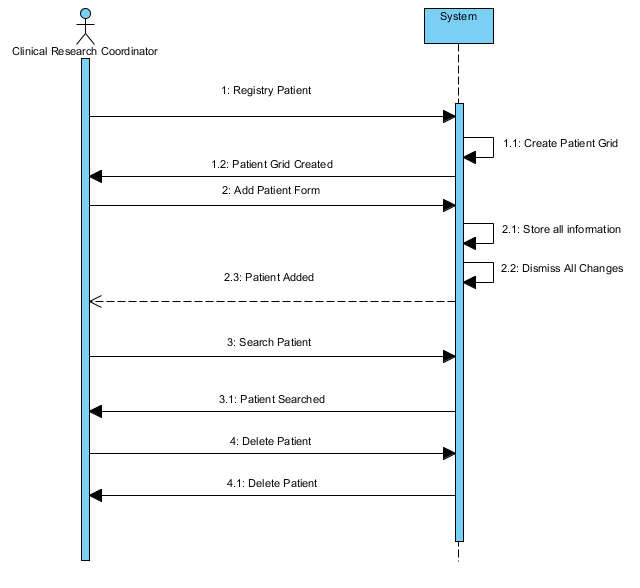 System
Clinical Research Coordinator
1: Registry Patient
1.1: Create Patient Grid
1.2: Patient Grid Created
2: Add Patient Form
2.1: Store all information
2.2: Dismiss All Changes
2.3: Patient Added
3: Search Patient
3.1: Patient Searched
4: Delete Patient
4.1: Delete Patient